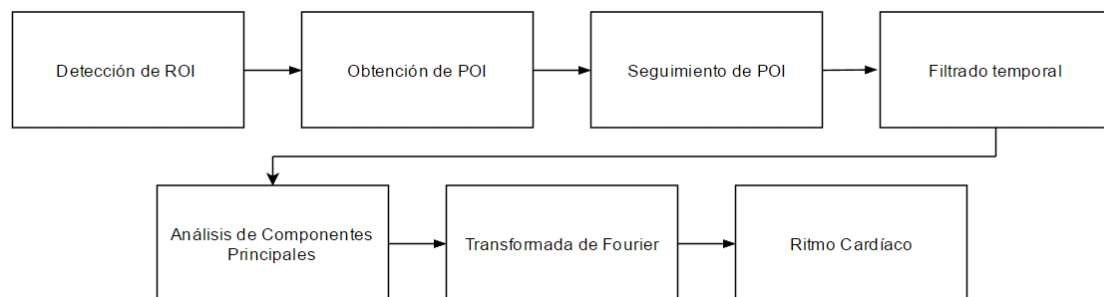 Detección de ROI
Obtención de POI
Seguimiento de POI
Filtrado temporal
Análisis de Componentes
Principales
Transformada de Fourier
Ritmo Cardíaco